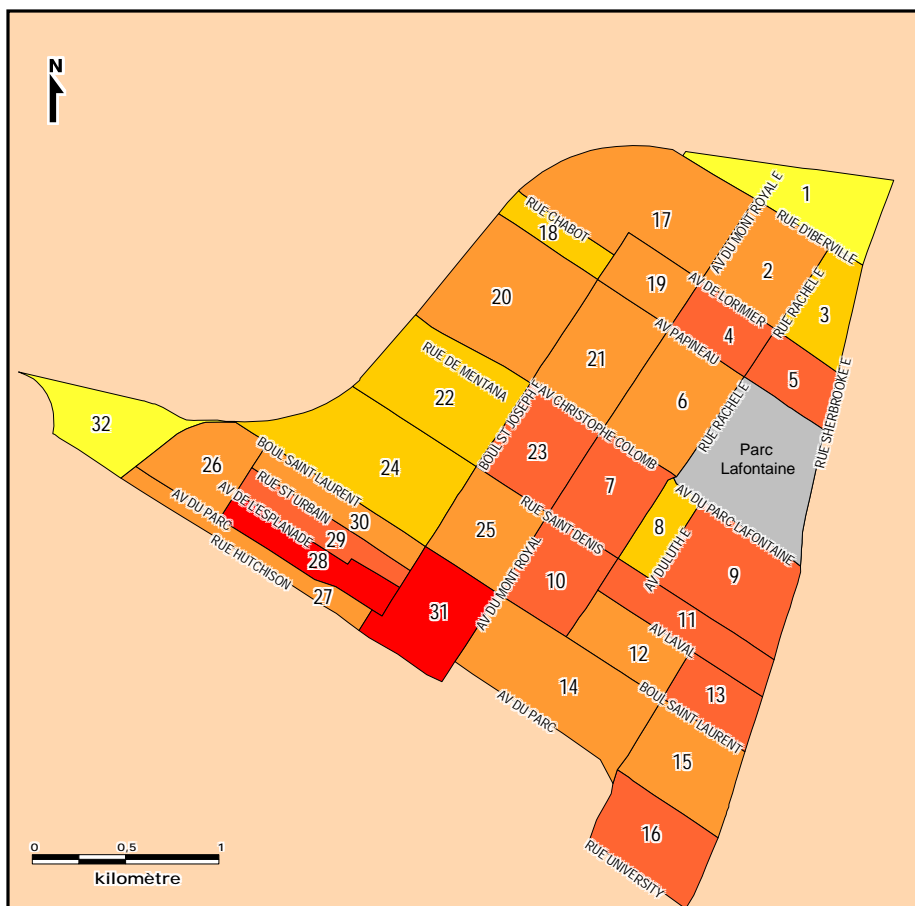 N
1
RUE CHABOT
17
18
AV DU MONT ROYAL E
RUE D'IBERVILLE
2
19
20
AV DE LORIMIER
RUE RACHEL E
3
4
AV PAPINEAU
21
5
RUE DE MENTANA
22
BOUL ST JOSEPH E
AV CHRISTOPHE COLOMB
6
RUE RACHEL E
RUE SHERBROOKE E
32
Parc
Lafontaine
23
26
BOUL SAINT-LAURENT
24
7
RUE ST URBAIN
AV DE L'ESPLANADE
AV DU PARC
30
29
28
RUE HUTCHISON
27
25
RUE SAINT-DENIS
8
AV DU PARC LAFONTAINE
AV DULUTH E
9
AV DU MONT ROYAL
10
31
11
AV LAVAL
12
14
13
BOUL SAINT-LAURENT
AV DU PARC
15
16
RUE UNIVERSITY
0 0,5 1
kilomètre